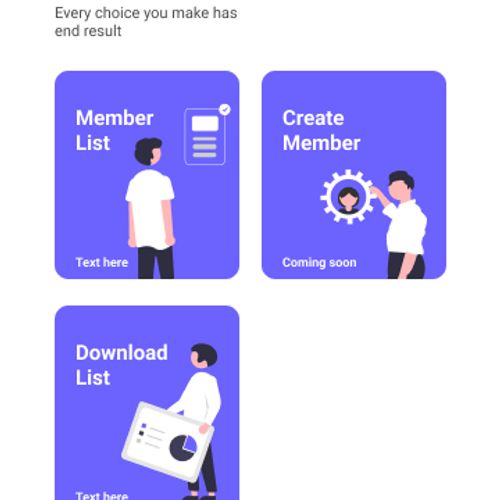 Every choice you make has
end result
Member
List
Text here
Create
Member
Coming soon
Download
List
Text here